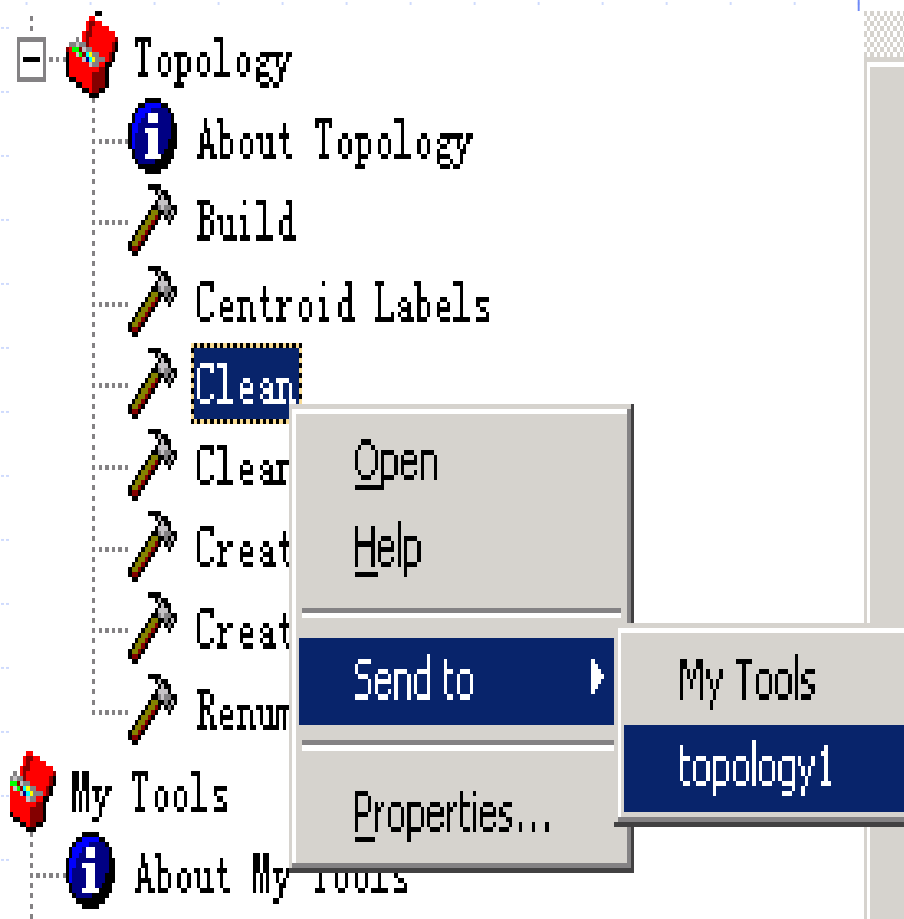 Topology
About Topology
Build
Centroid Labels
Clean
Clear
Creat
Creat
Renum
Open
Help
Send to
Properties...
My Tools
topology1
My Tools
About My Tools